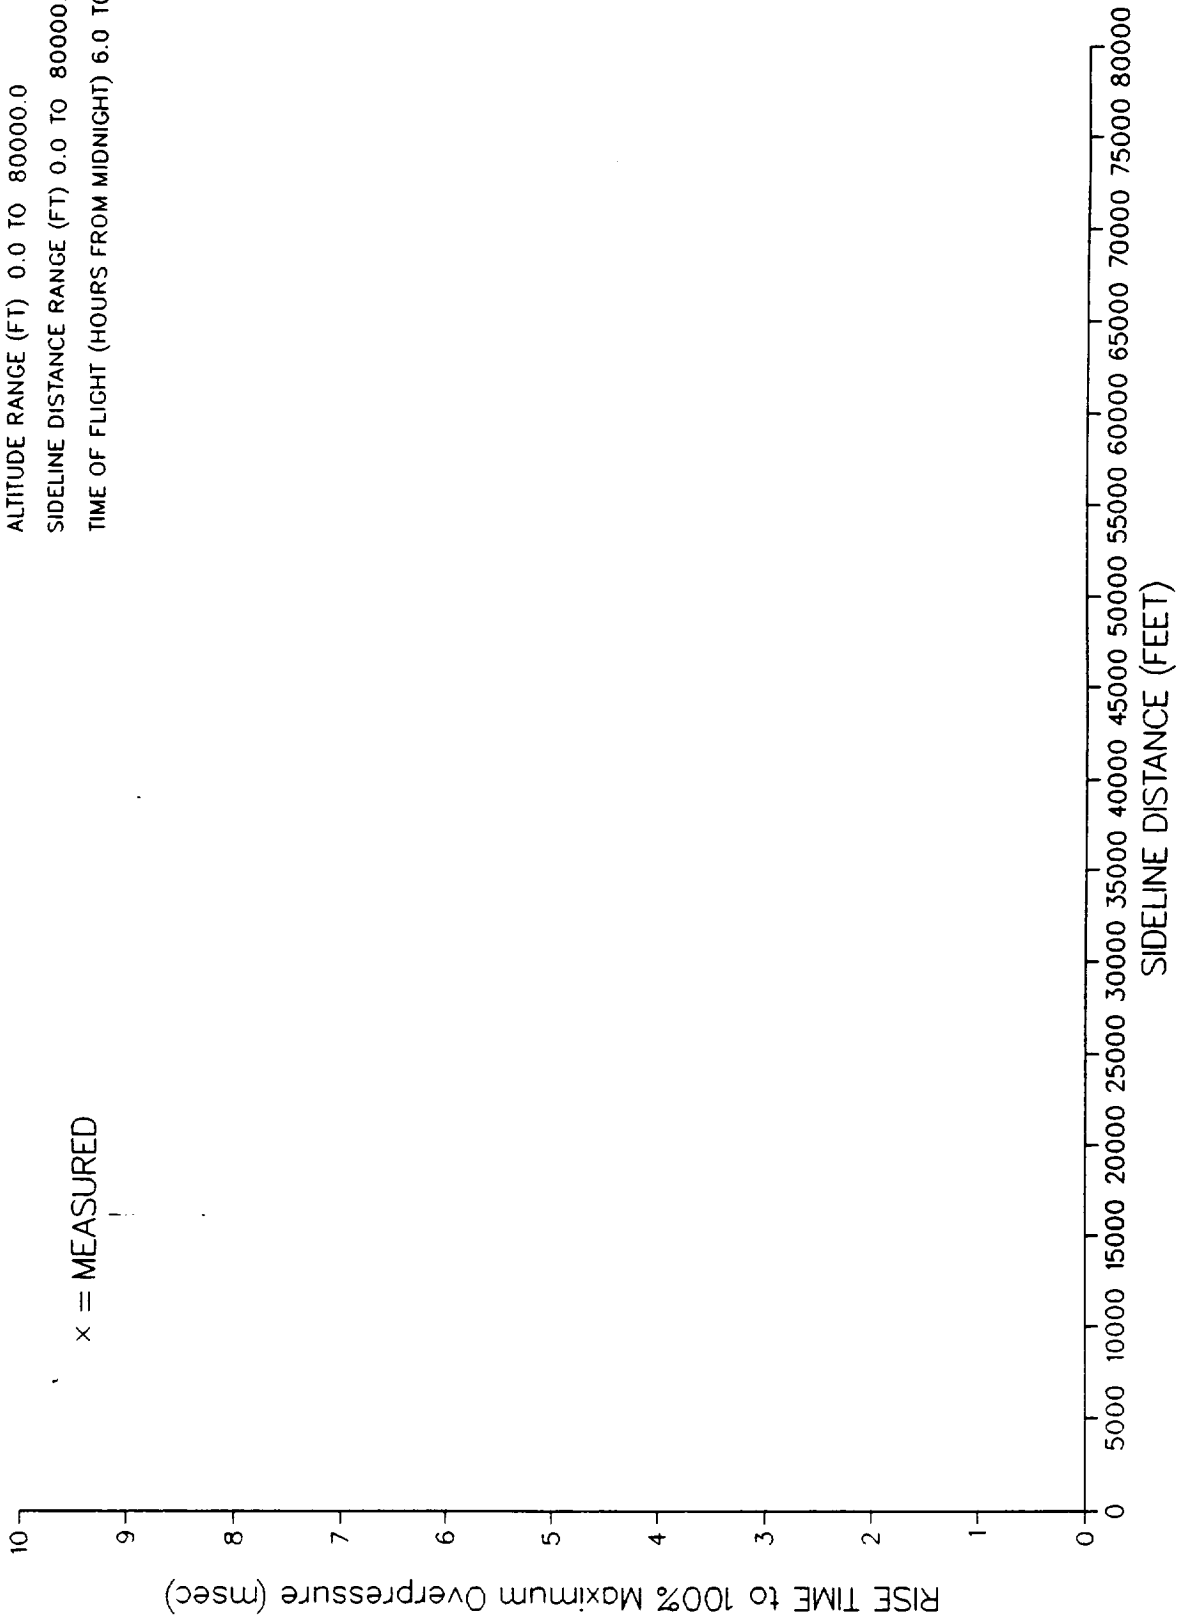 ALTITUDE RANGE (FT) 0.0 TO 80000.0
SIDELINE DISTANCE RANGE (FT) 0.0 TO 80000.
TIME OF FLIGHT (HOURS FROM MIDNIGHT) 6.0 TO
× = MEASURED
RISE TIME to 100% Maximum Overpressure (msec)
10
9
8
7
6
5
4
3
2
1
0
0 5000 10000 15000 20000 25000 30000 35000 40000 45000 50000 55000 60000 65000 70000 75000 80000
SIDELINE DISTANCE (FEET)